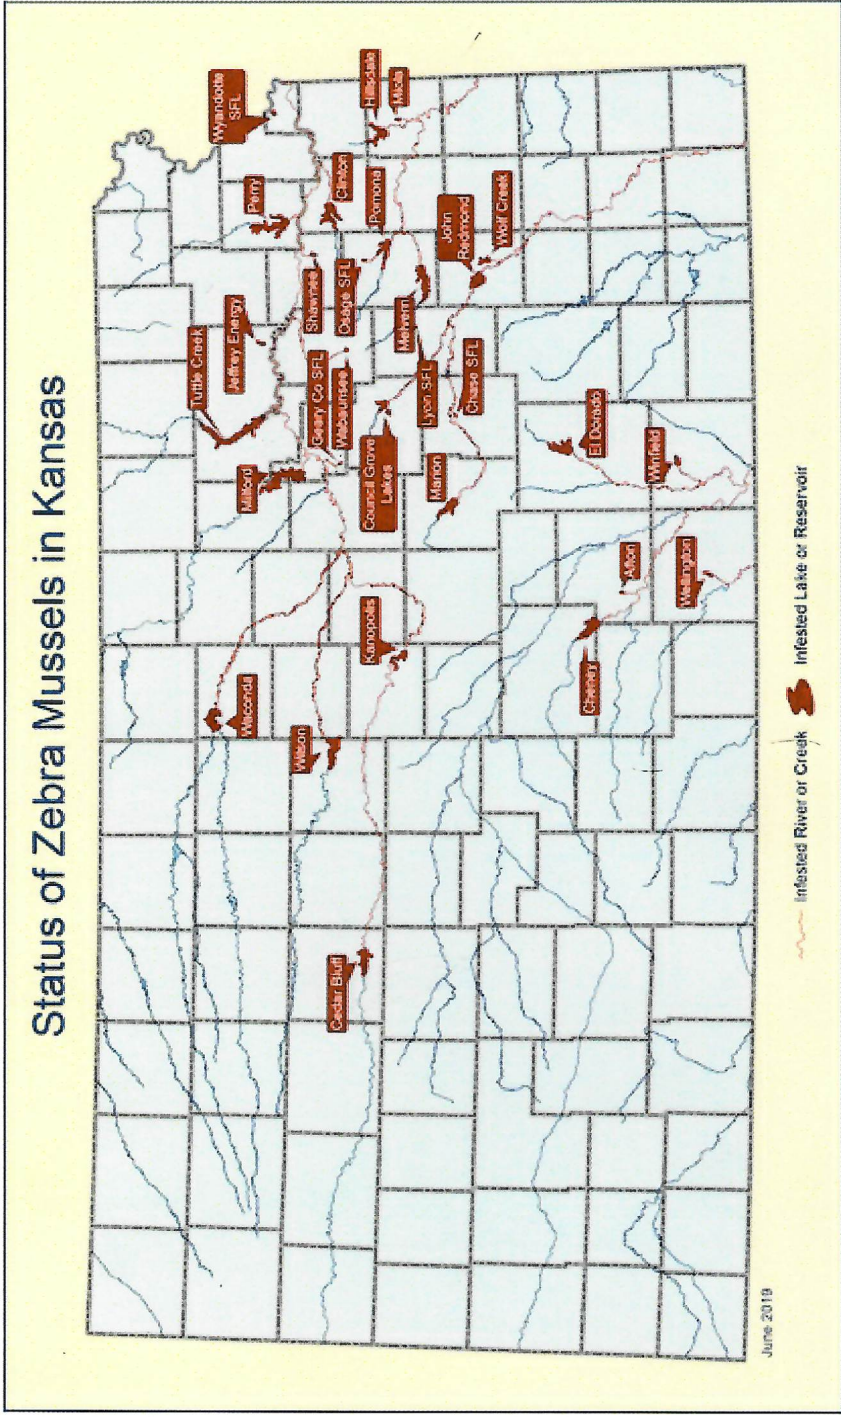 Status of Zebra Mussels in Kansas
Wyandotte
SFL
Perry
Tuttle Creek
Jeffrey Energy
Milford
Waconda
Wilson
Cedar Bluff
Kanopolis
Geary Co SFL
Wabaunsee
Shawnee
Osage SFL
Clinton
Pomona
Hillsdale
Miola
Council Grove
Lakes
Melvern
Lyon SFL
Chase SFL
Marion
John
Redmond
Wolf Creek
El Dorado
Winfield
Afton
Cheney
Wellington
June 2019
Infested River or Creek
Infested Lake or Reservoir